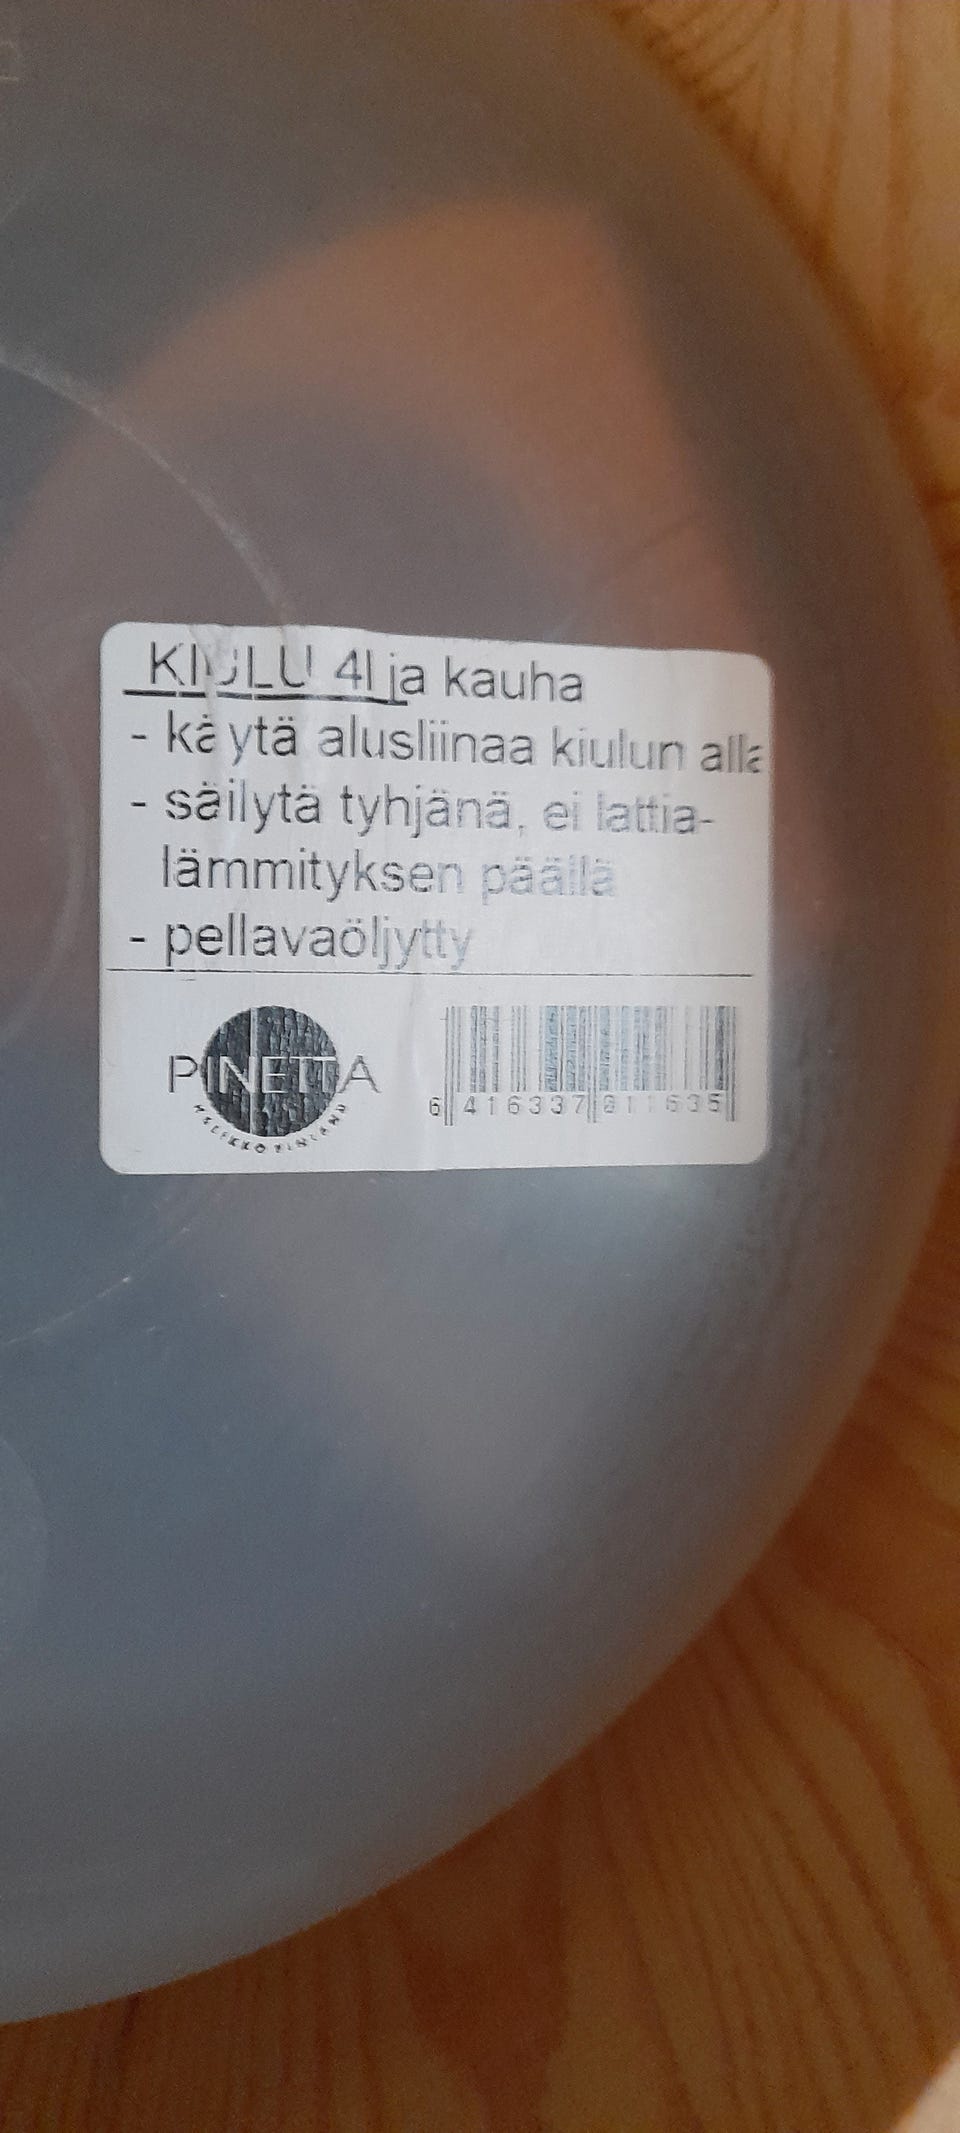 KIULU 4l ja kauha
- käytä alusliinaa kiulun alla
- säilytä tyhjänä, ei lattia-
lämmityksen päällä
- pellavaöljytty
PINETTA
FINLAND
6 416337 811635